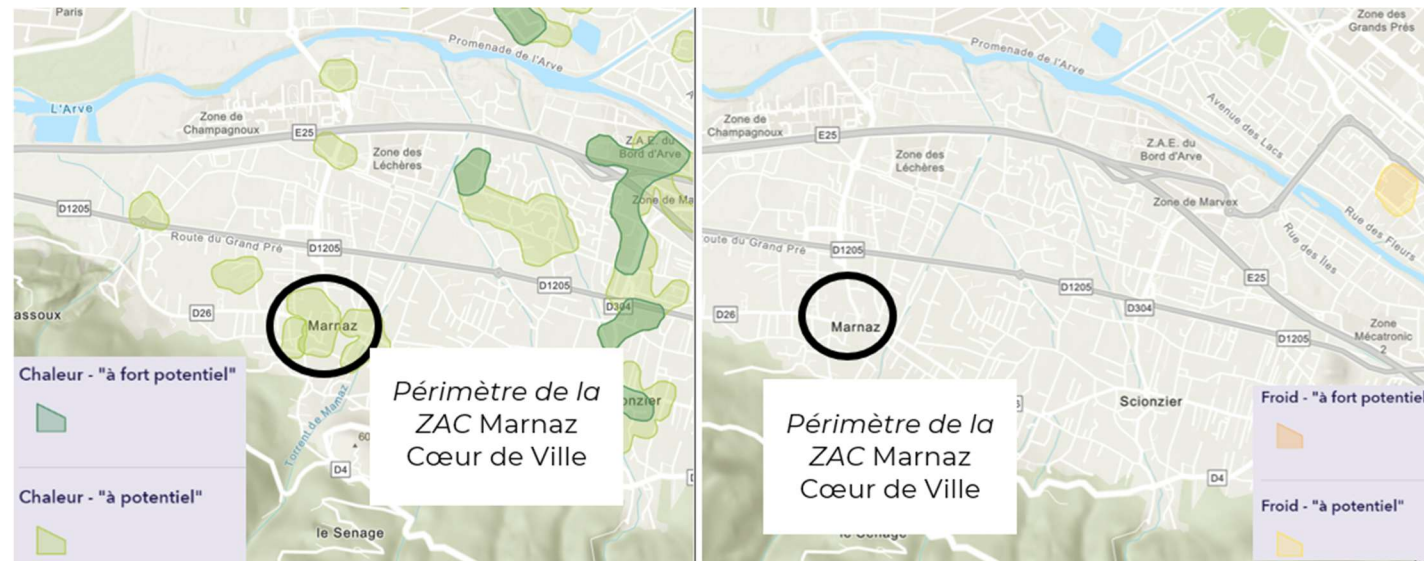 Paris
Promenade de l'Arve
L'Arve
Zone de
Champagnoux
E25
Zone des
Léchères
Z.A.E. du
Bord d'Arve
Zone de Ma
D1205
Route du Grand Pré
D1205
D1205
D304
assoux
D26
Marnaz
onzier
Torrent de Marnaz
60
D4
le Senage
Périmètre de la
ZAC Marnaz
Cœur de Ville
Chaleur - "à fort potentiel"
Chaleur - "à potentiel"
Zone des
Grands Prés
Promenade de l'Arve
Avenue des Lacs
Zone de
Champagnoux
E25
Zone des
Léchères
Z.A.E. du
Bord d'Arve
Zone de Marvex
Rue des Fleurs
Rue des Îles
oute du Grand Pré
D1205
E25
D1205
D304
D26
Marnaz
D1205
Zone
Mécatronic
2
Scionzier
D4
Périmètre de la
ZAC Marnaz
Cœur de Ville
Froid - "à fort potentiel
Froid - "à potentiel"